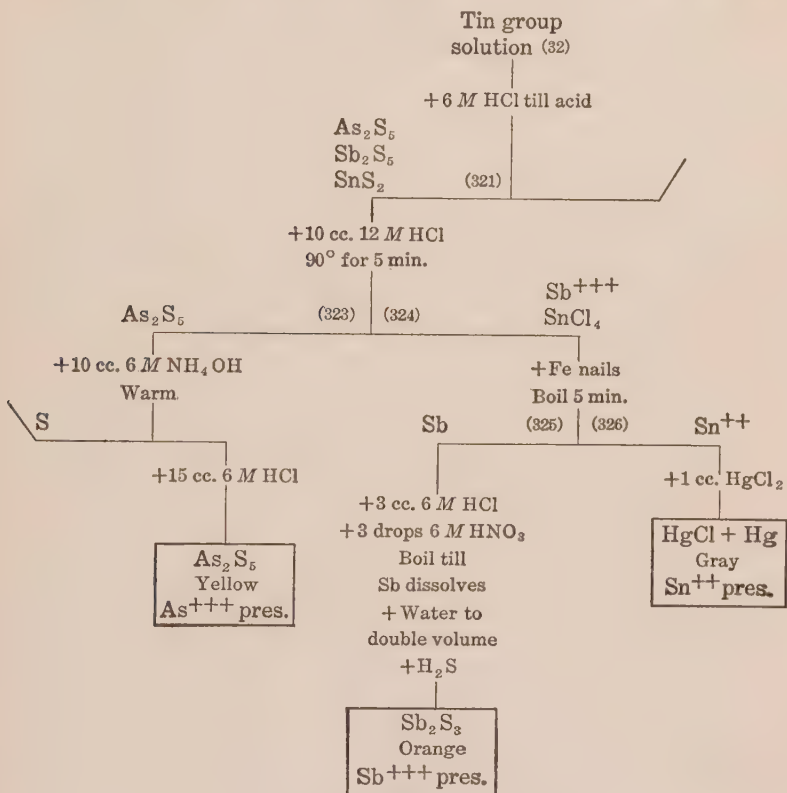 Tin group
solution (32)
+6 M HCl till acid
As₂S₅
Sb₂S₅
SnS₂
(321)
+10 cc. 12 M HCl
90° for 5 min.
As₂S₅
(323)
(324)
Sb+++
SnCl₄
+10 cc. 6 M NH₄OH
Warm
+Fe nails
Boil 5 min.
S
Sb
(325)
(326)
Sn++
+15 cc. 6 M HCl
+3 cc. 6 M HCl
+3 drops 6 M HNO₃
Boil till
Sb dissolves
+Water to
double volume
+H₂S
+1 cc. HgCl₂
As₂S₅
Yellow
As+++ pres.
HgCl + Hg
Gray
Sn++ pres.
Sb₂S₃
Orange
Sb+++ pres.